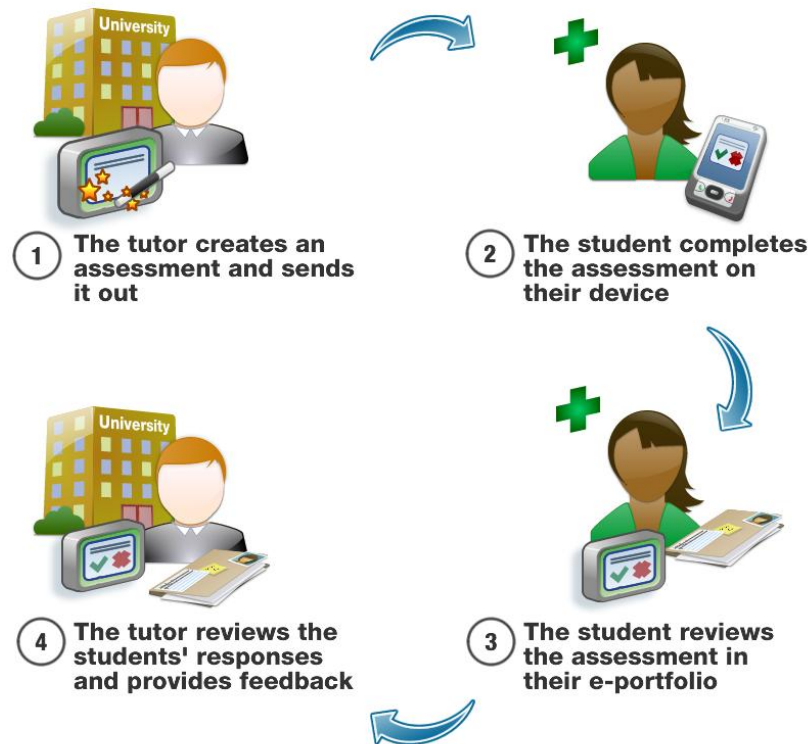 University
1
The tutor creates an
assessment and sends
it out
2
The student completes
the assessment on
their device
3
The student reviews
the assessment in
their e-portfolio
University
4
The tutor reviews the
students' responses
and provides feedback